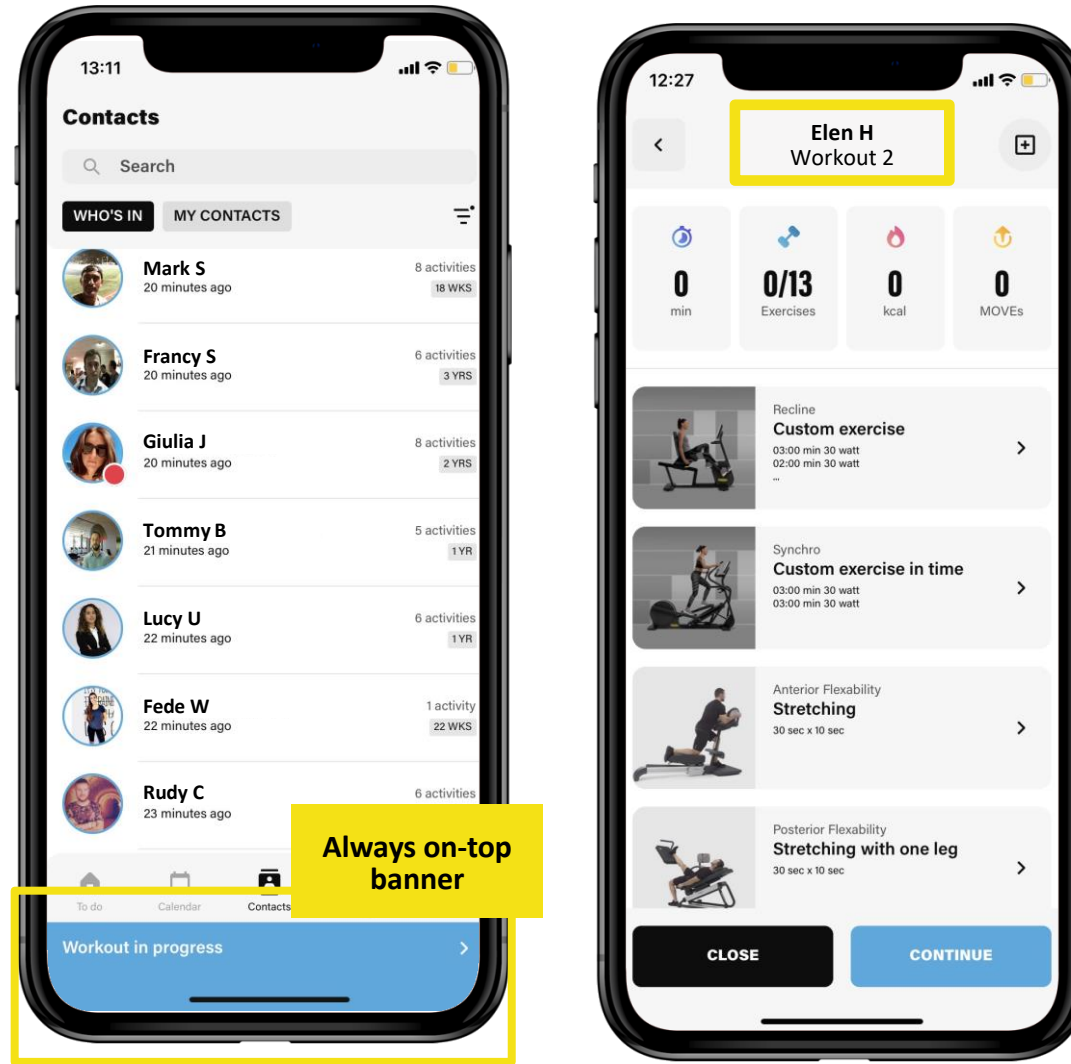 13:11
Contacts
Search
WHO'S IN MY CONTACTS
Mark S 8 activities
20 minutes ago 18 WKS
Francy S 6 activities
20 minutes ago 3 YRS
Giulia J 8 activities
20 minutes ago 2 YRS
Tommy B 5 activities
21 minutes ago 1 YR
Lucy U 6 activities
22 minutes ago 1 YR
Fede W 1 activity
22 minutes ago 22 WKS
Rudy C 6 activities
23 minutes ago
Always on-top
banner
To do Calendar Contacts
Workout in progress
12:27
Elen H
Workout 2
0 0/13 0 0
min Exercises kcal MOVEs
Recline
Custom exercise
03:00 min 30 watt
02:00 min 30 watt
...
Synchro
Custom exercise in time
03:00 min 30 watt
03:00 min 30 watt
Anterior Flexability
Stretching
30 sec x 10 sec
Posterior Flexability
Stretching with one leg
30 sec x 10 sec
CLOSE CONTINUE